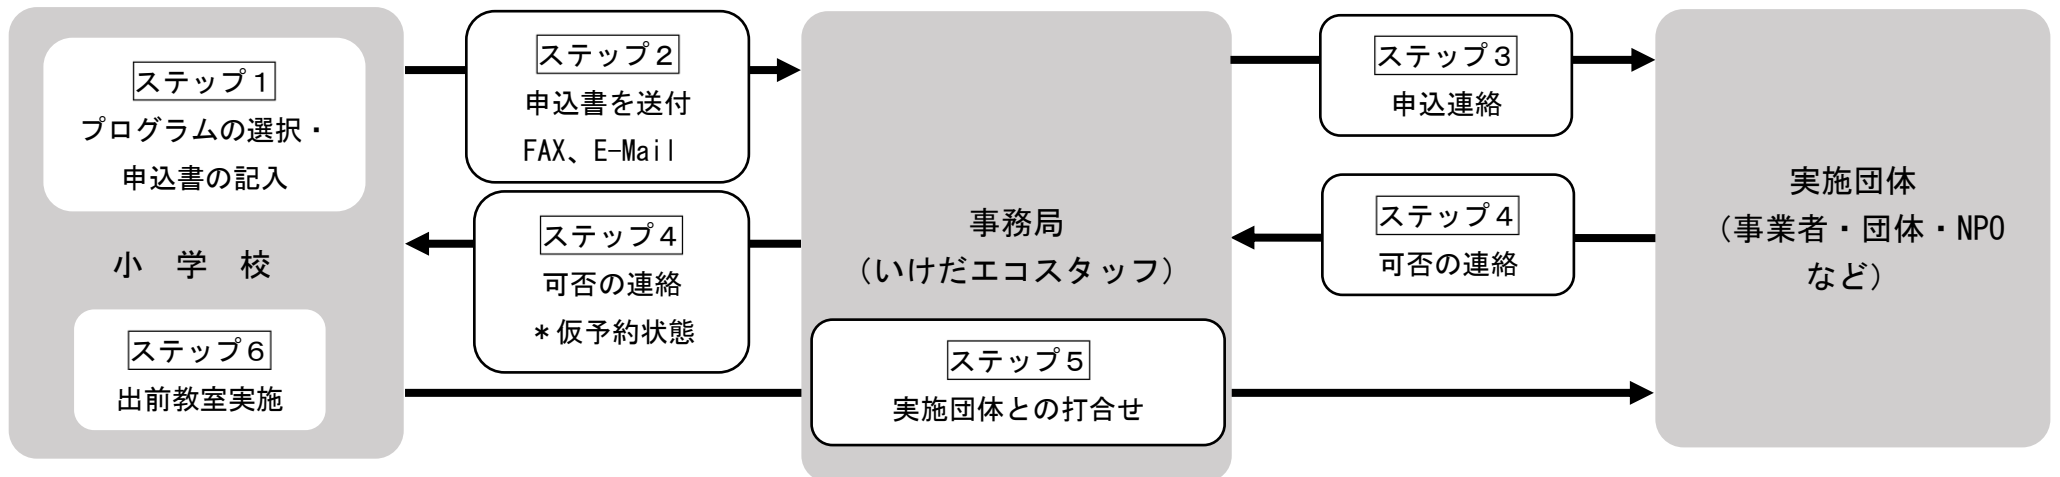 ステップ1
プログラムの選択・
申込書の記入
小 学 校
ステップ6
出前教室実施
ステップ2
申込書を送付
FAX、E-Mail
ステップ4
可否の連絡
*仮予約状態
事務局
（いけだエコスタッフ）
ステップ5
実施団体との打合せ
ステップ3
申込連絡
ステップ4
可否の連絡
実施団体
（事業者・団体・NPO
など）